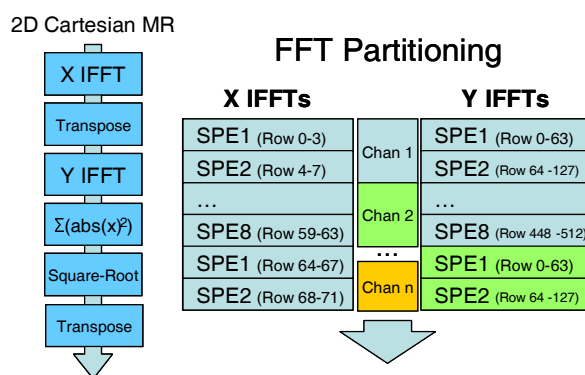 2D Cartesian MR
X IFFT
Transpose
Y IFFT
Σ(abs(x)²)
Square-Root
Transpose
FFT Partitioning
X IFFTs
SPE1 (Row 0-3)
SPE2 (Row 4-7)
...
SPE8 (Row 59-63)
SPE1 (Row 64-67)
SPE2 (Row 68-71)
Chan 1
Chan 2
...
Chan n
Y IFFTs
SPE1 (Row 0-63)
SPE2 (Row 64 -127)
...
SPE8 (Row 448 -512)
SPE1 (Row 0-63)
SPE2 (Row 64 -127)